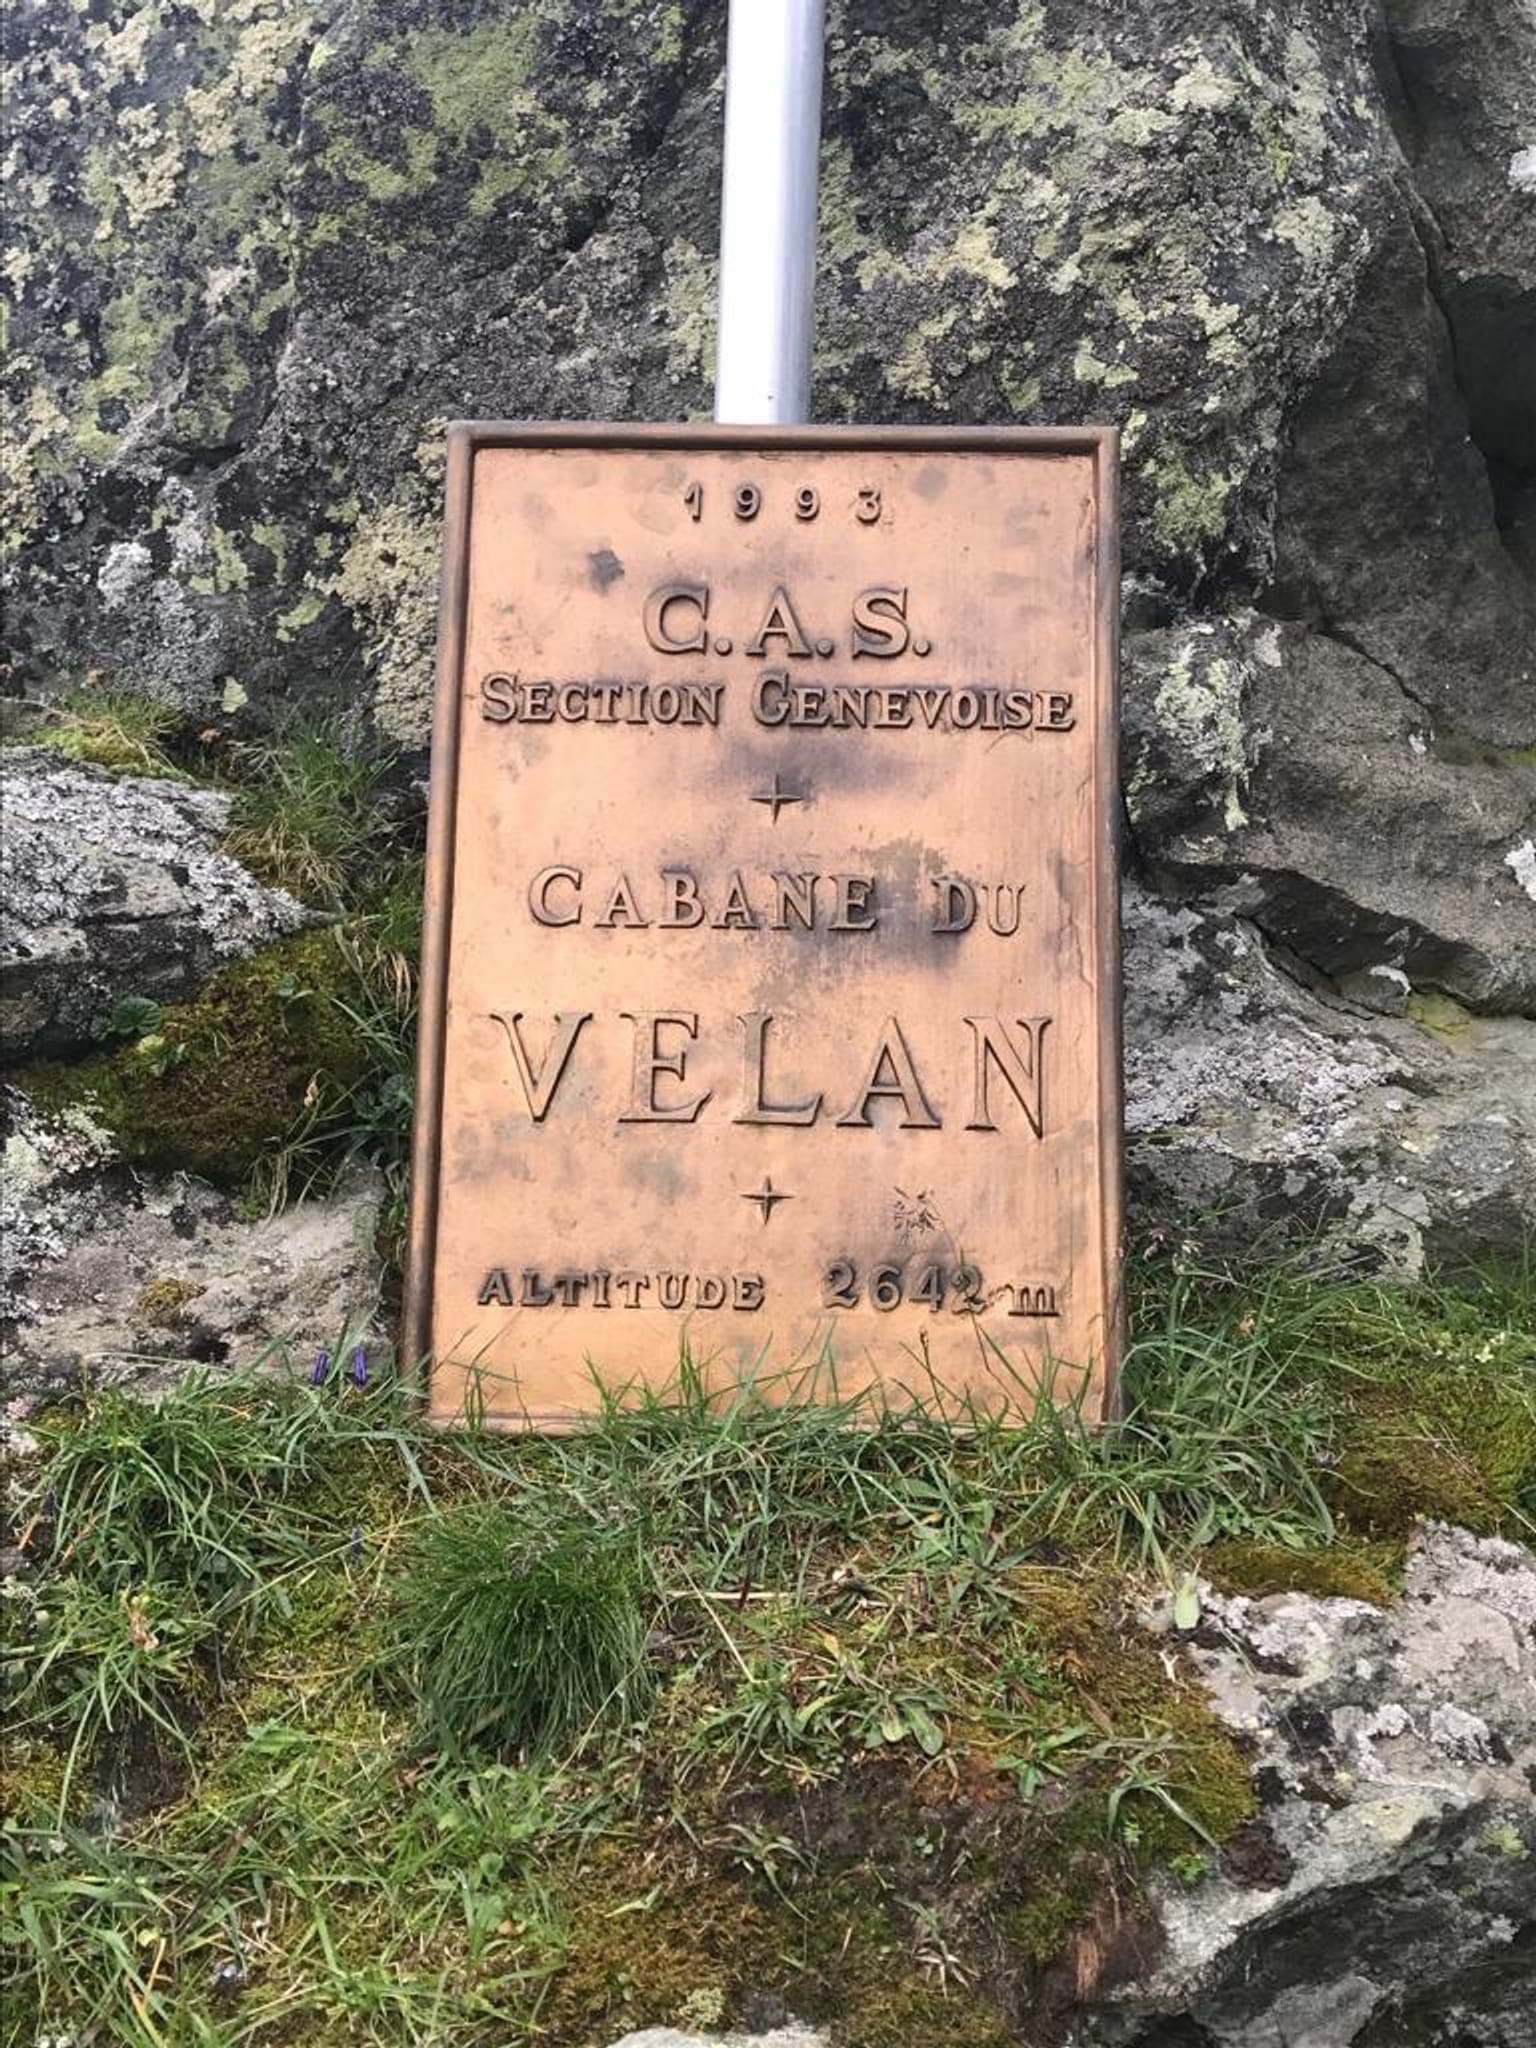 1993
C.A.S.
SECTION GENEVOISE
CABANE DU
VELAN
ALTITUDE 2642 m